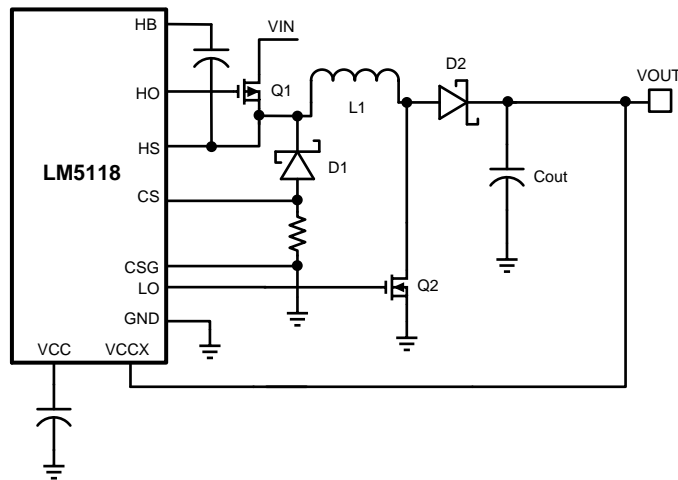 HB
VIN
D2
VOUT
HO
Q1
L1
HS
D1
LM5118
CS
Cout
CSG
LO
Q2
GND
VCC
VCCX